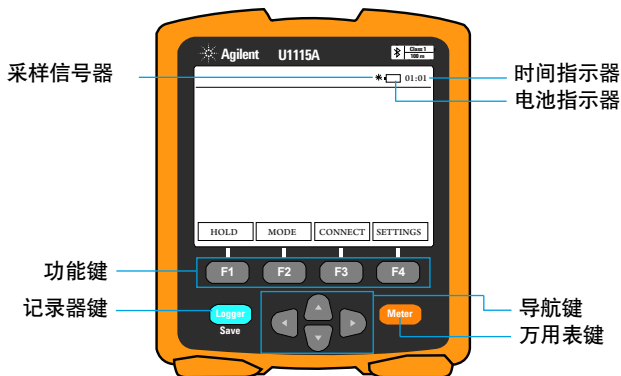 Agilent U1115A Class 1
100 m
采样信号器
01:01 时间指示器
电池指示器
HOLD MODE CONNECT SETTINGS
功能键 F1 F2 F3 F4
记录器键 Logger Meter 导航键
Save 万用表键